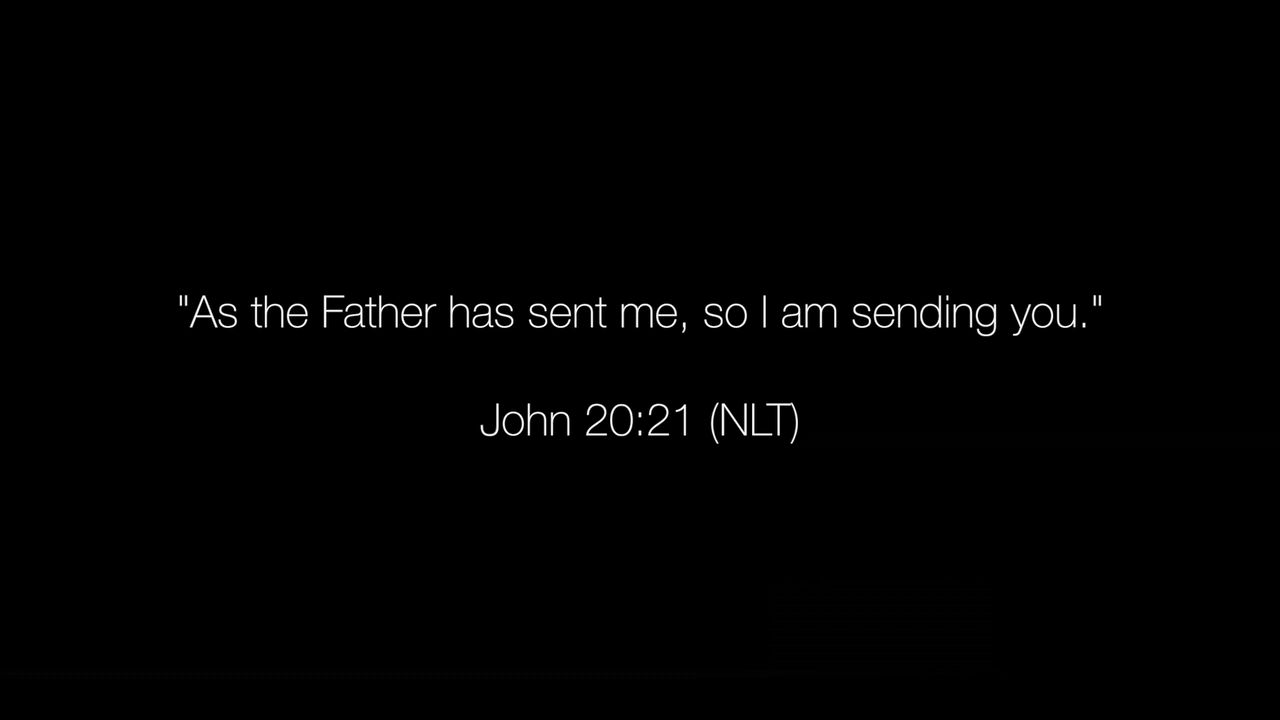 "As the Father has sent me, so I am sending you."
John 20:21 (NLT)